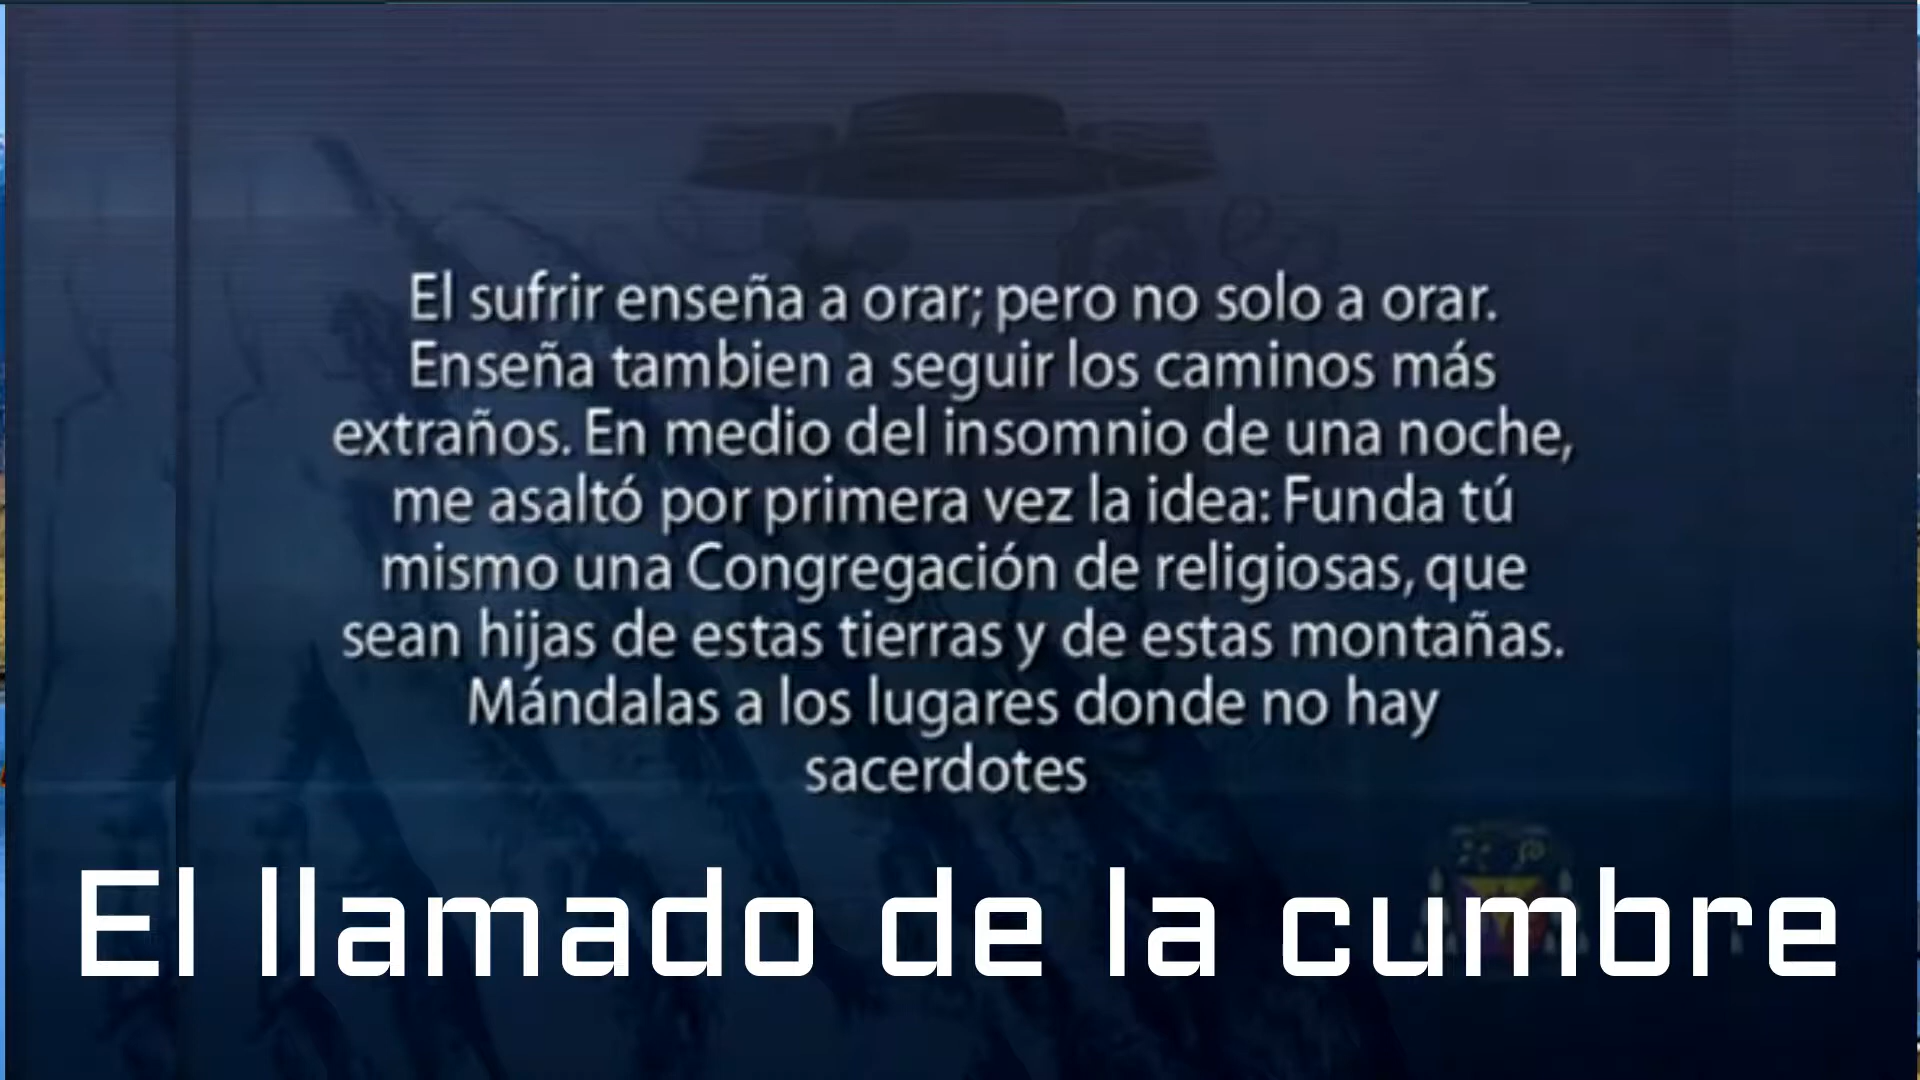 El sufrir enseña a orar; pero no solo a orar.
Enseña tambien a seguir los caminos más
extraños. En medio del insomnio de una noche,
me asaltó por primera vez la idea: Funda tú
mismo una Congregación de religiosas, que
sean hijas de estas tierras y de estas montañas.
Mándalas a los lugares donde no hay
sacerdotes
El llamado de la cumbre